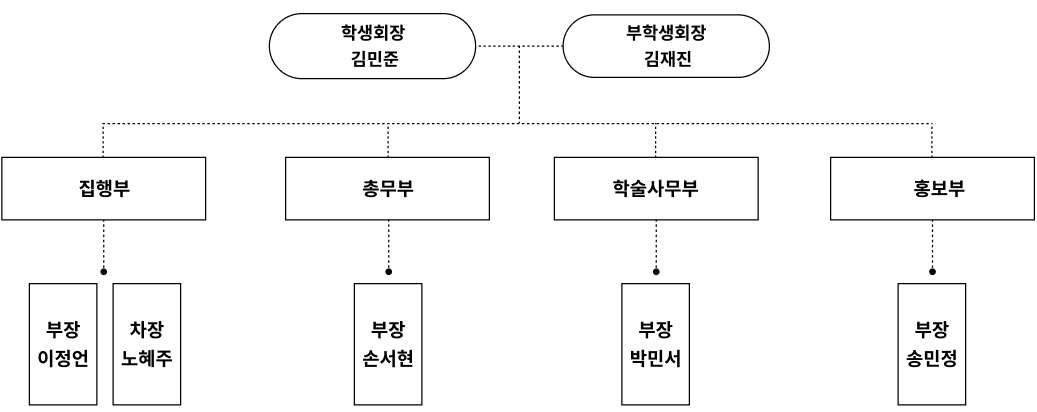 학생회장
김민준
부학생회장
김재진
집행부
총무부
학술사무부
홍보부
부장
이정언
차장
노혜주
부장
손서현
부장
박민서
부장
송민정